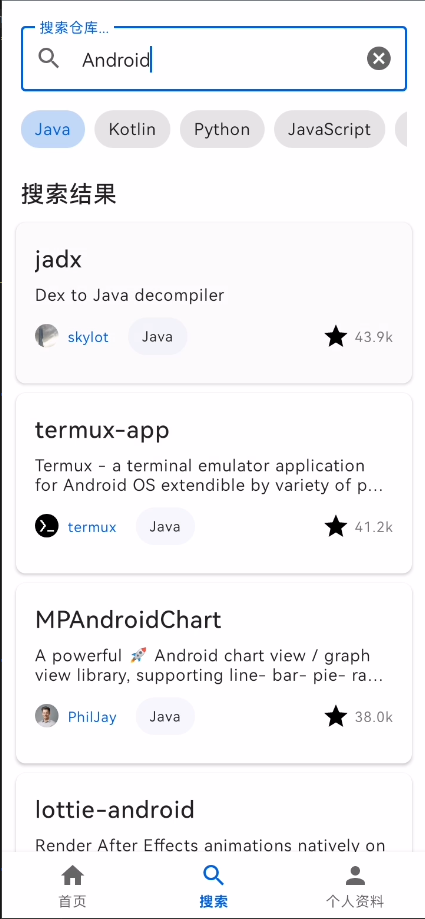 搜索仓库...
Android
Java Kotlin Python JavaScript
搜索结果
jadx
Dex to Java decompiler
skylot Java 43.9k
termux-app
Termux - a terminal emulator application
for Android OS extendible by variety of p...
termux Java 41.2k
MPAndroidChart
A powerful 🚀 Android chart view / graph
view library, supporting line- bar- pie- ra...
PhilJay Java 38.0k
lottie-android
Render After Effects animations natively on
首页 搜索 个人资料